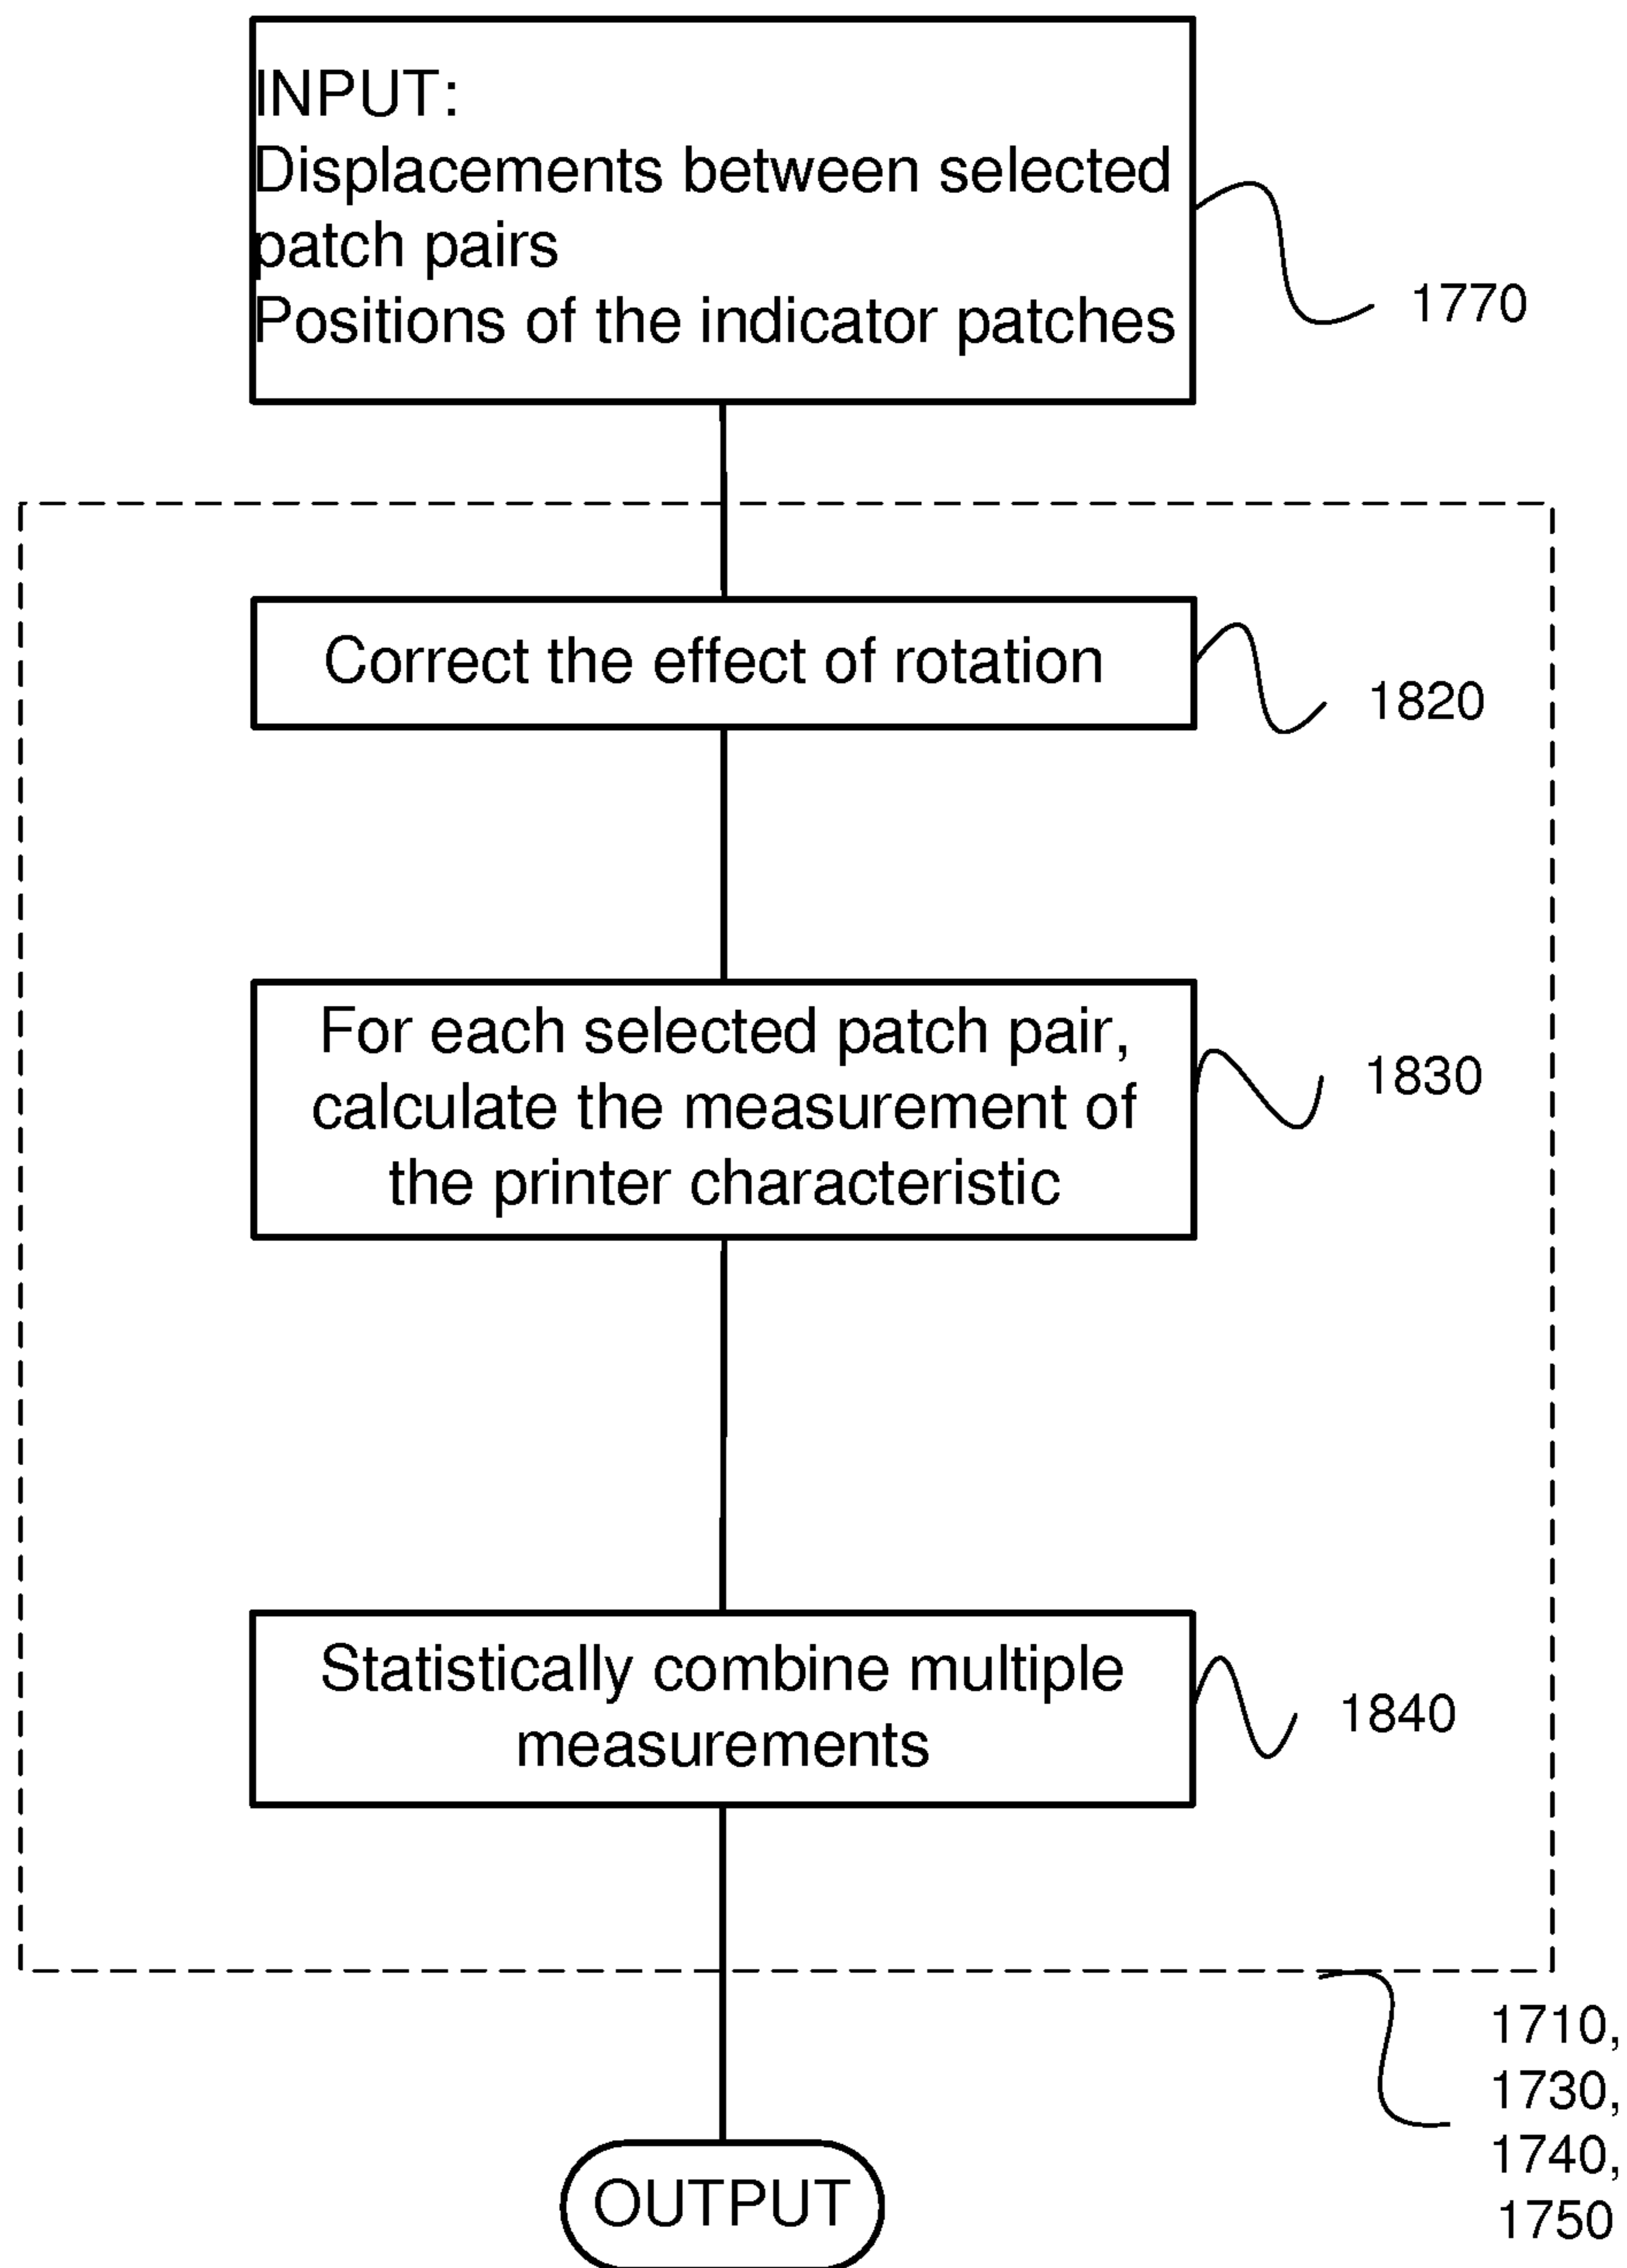 INPUT:
Displacements between selected
patch pairs
Positions of the indicator patches
1770
Correct the effect of rotation
1820
For each selected patch pair,
calculate the measurement of
the printer characteristic
1830
Statistically combine multiple
measurements
1840
1710,
1730,
1740,
1750
OUTPUT